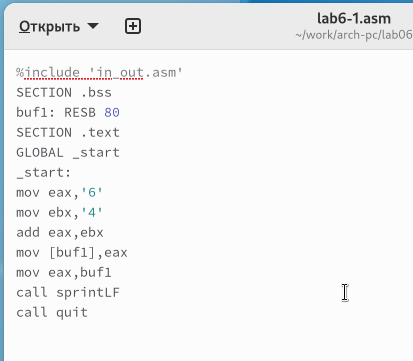 Открыть
lab6-1.asm
~/work/arch-pc/lab06
%include 'in_out.asm'
SECTION .bss
buf1: RESB 80
SECTION .text
GLOBAL _start
_start:
mov eax,'6'
mov ebx,'4'
add eax,ebx
mov [buf1],eax
mov eax,buf1
call sprintLF
call quit